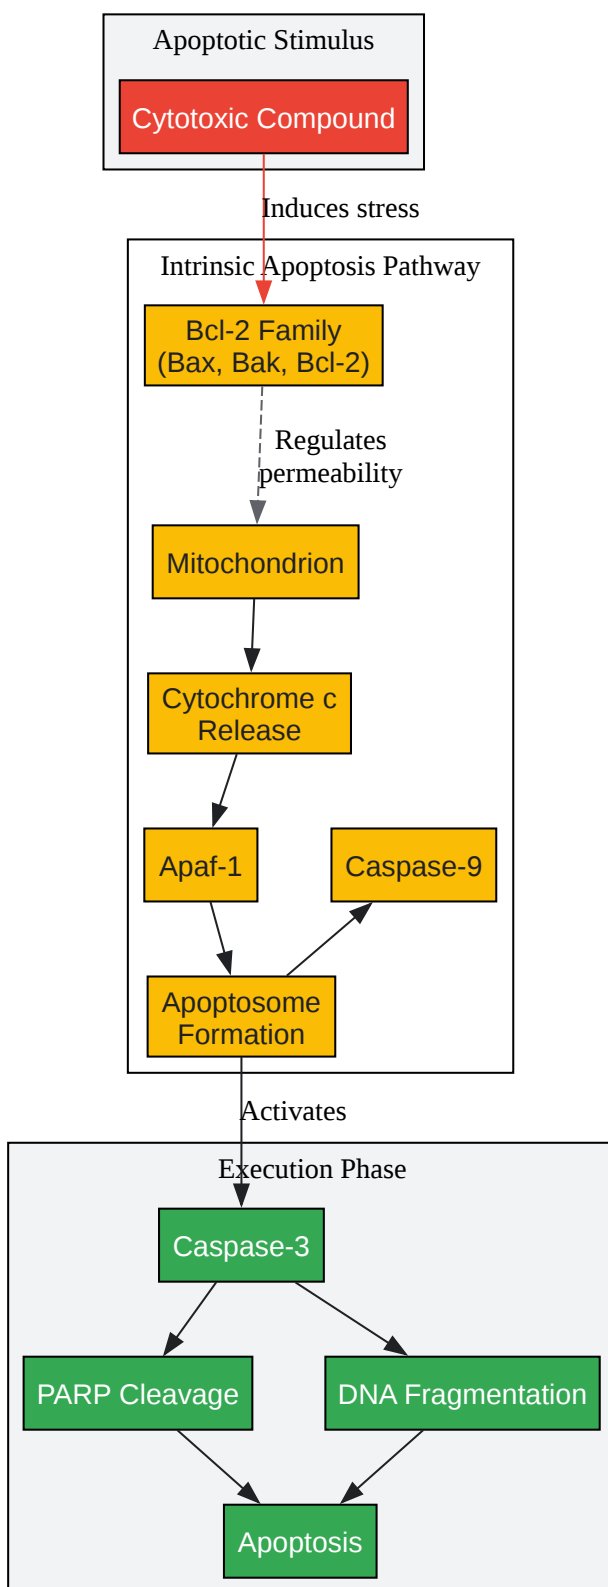 Apoptotic Stimulus
Cytotoxic Compound
Induces stress
Intrinsic Apoptosis Pathway
Bcl-2 Family
(Bax, Bak, Bcl-2)
Regulates
permeability
Mitochondrion
Cytochrome c
Release
Apaf-1
Caspase-9
Apoptosome
Formation
Activates
Execution Phase
Caspase-3
PARP Cleavage
DNA Fragmentation
Apoptosis